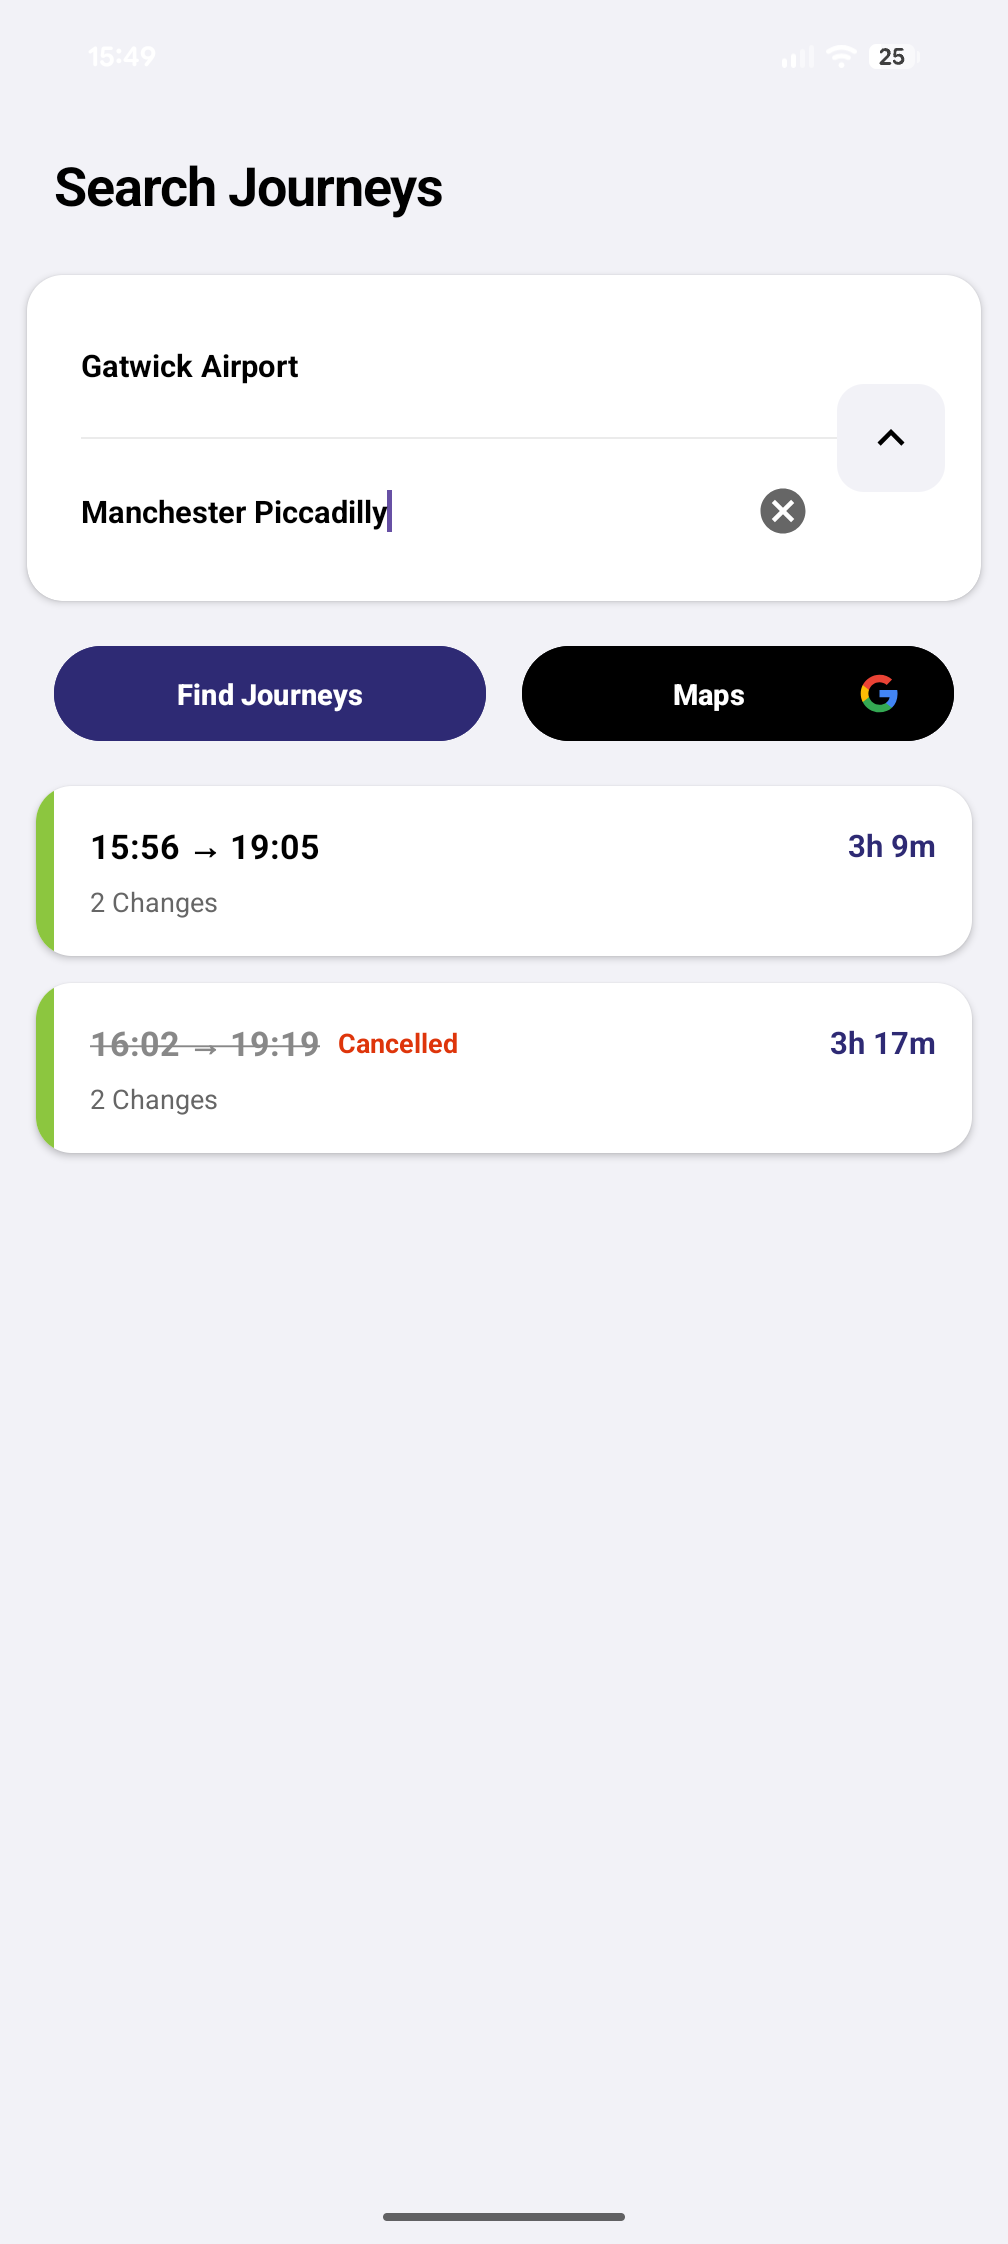 15:49
25
Search Journeys
Gatwick Airport
Manchester Piccadilly
Find Journeys
Maps
15:56 → 19:05
3h 9m
2 Changes
16:02 → 19:19 Cancelled
3h 17m
2 Changes